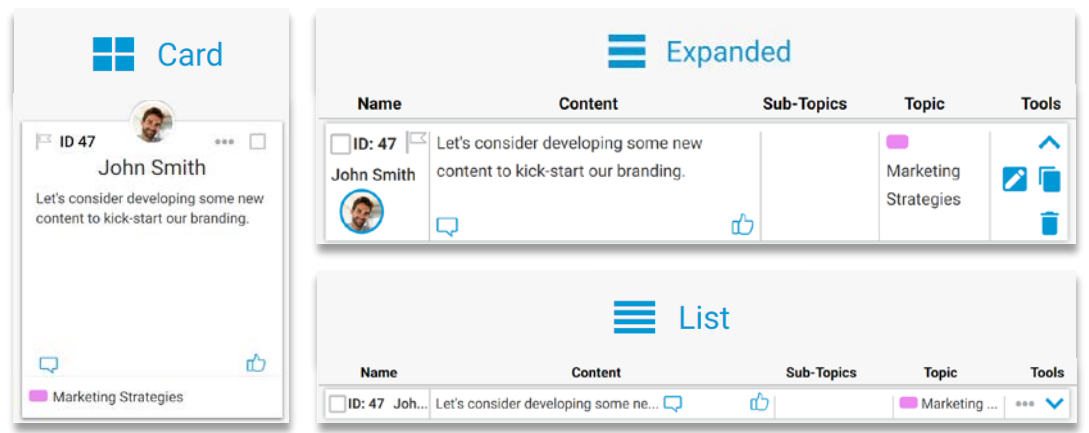 Card
ID 47
John Smith
Let's consider developing some new
content to kick-start our branding.
Marketing Strategies
Expanded
Name Content Sub-Topics Topic Tools
ID: 47 Let's consider developing some new
John Smith content to kick-start our branding.
Marketing
Strategies
List
Name Content Sub-Topics Topic Tools
ID: 47 Joh... Let's consider developing some ne... Marketing ...